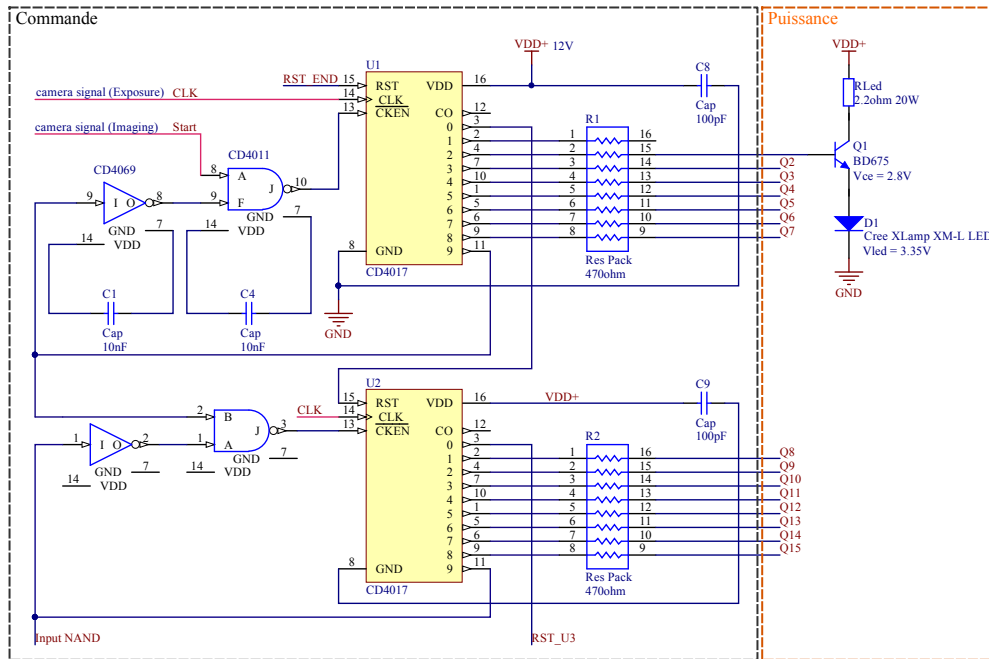 Commande
Puissance
VDD+ 12V
VDD+
U1
C8
Cap
100pF
RST_END 15 RST VDD 16
camera signal (Exposure) CLK 14 CLK
13 CKEN CO 12
camera signal (Imaging) Start
0 3
1 2
2 4
3 7
4 10
5 1
6 5
7 6
8 9
9 11
8 GND
CD4017
R1
1 16
2 15
3 14 Q2
4 13 Q3
5 12 Q4
6 11 Q5
7 10 Q6
8 9 Q7
Res Pack
470ohm
RLed
2.2ohm 20W
Q1
BD675
Vce = 2.8V
D1
Cree XLamp XM-L LED
Vled = 3.35V
GND
CD4069
9 I O 8
GND 7
14 VDD
CD4011
8 A
J 10
9 F
GND 7
14 VDD
C1
Cap
10nF
C4
Cap
10nF
GND
U2
15 RST VDD 16 VDD+
CLK 14 CLK
13 CKEN CO 12
C9
Cap
100pF
2 B
J 3
1 A
GND 7
14 VDD
1 I O 2
GND 7
14 VDD
0 3
1 2
2 4
3 7
4 10
5 1
6 5
7 6
8 9
9 11
8 GND
CD4017
R2
1 16 Q8
2 15 Q9
3 14 Q10
4 13 Q11
5 12 Q12
6 11 Q13
7 10 Q14
8 9 Q15
Res Pack
470ohm
Input NAND
RST_U3